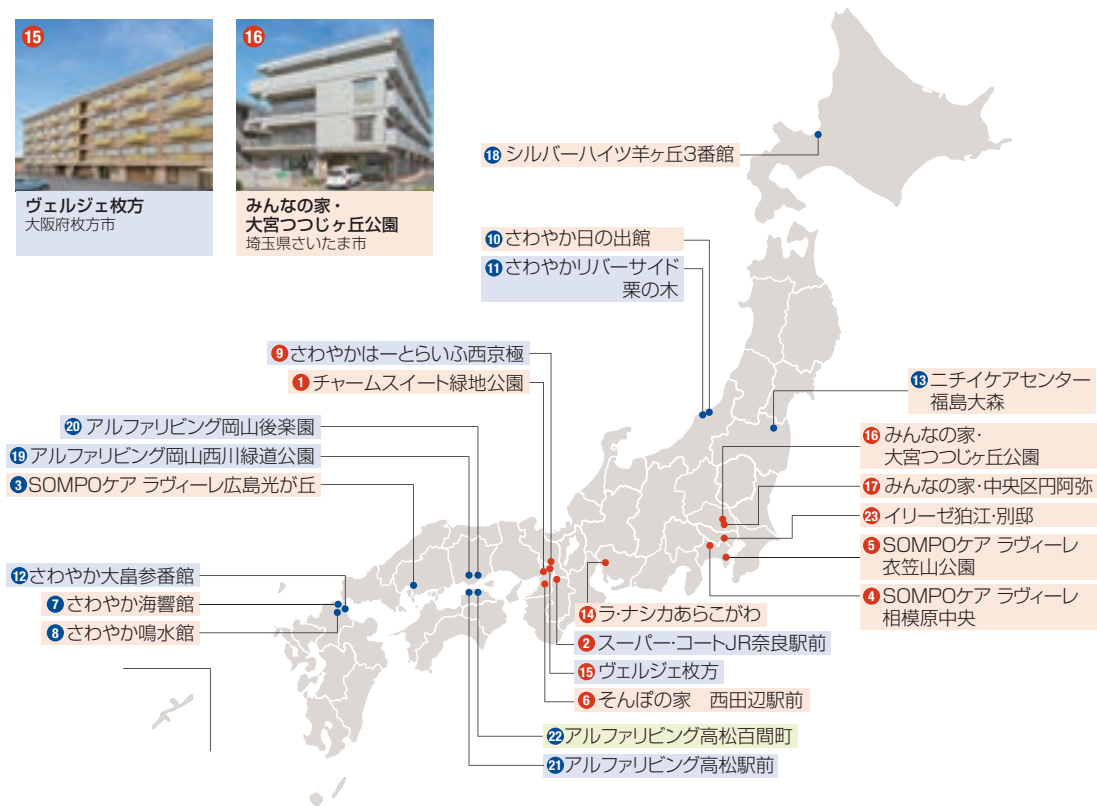 15
ヴェルジェ枚方
大阪府枚方市
16
みんなの家・
大宮つつじヶ丘公園
埼玉県さいたま市
18 シルバーハイツ羊ヶ丘3番館
10 さわやか日の出館
11 さわやかリバーサイド
栗の木
9 さわやかはーとらいふ西京極
1 チャームスイート緑地公園
20 アルファリビング岡山後楽園
19 アルファリビング岡山西川緑道公園
3 SOMPOケア ラヴィーレ広島光が丘
12 さわやか大畠参番館
7 さわやか海響館
8 さわやか鳴水館
13 ニチイケアセンター
福島大森
16 みんなの家・
大宮つつじヶ丘公園
17 みんなの家・中央区円阿弥
23 イリーゼ狛江・別邸
5 SOMPOケア ラヴィーレ
衣笠山公園
4 SOMPOケア ラヴィーレ
相模原中央
14 ラ・ナシカあらこがわ
2 スーパー・コートJR奈良駅前
15 ヴェルジェ枚方
6 そんぽの家　西田辺駅前
22 アルファリビング高松百間町
21 アルファリビング高松駅前